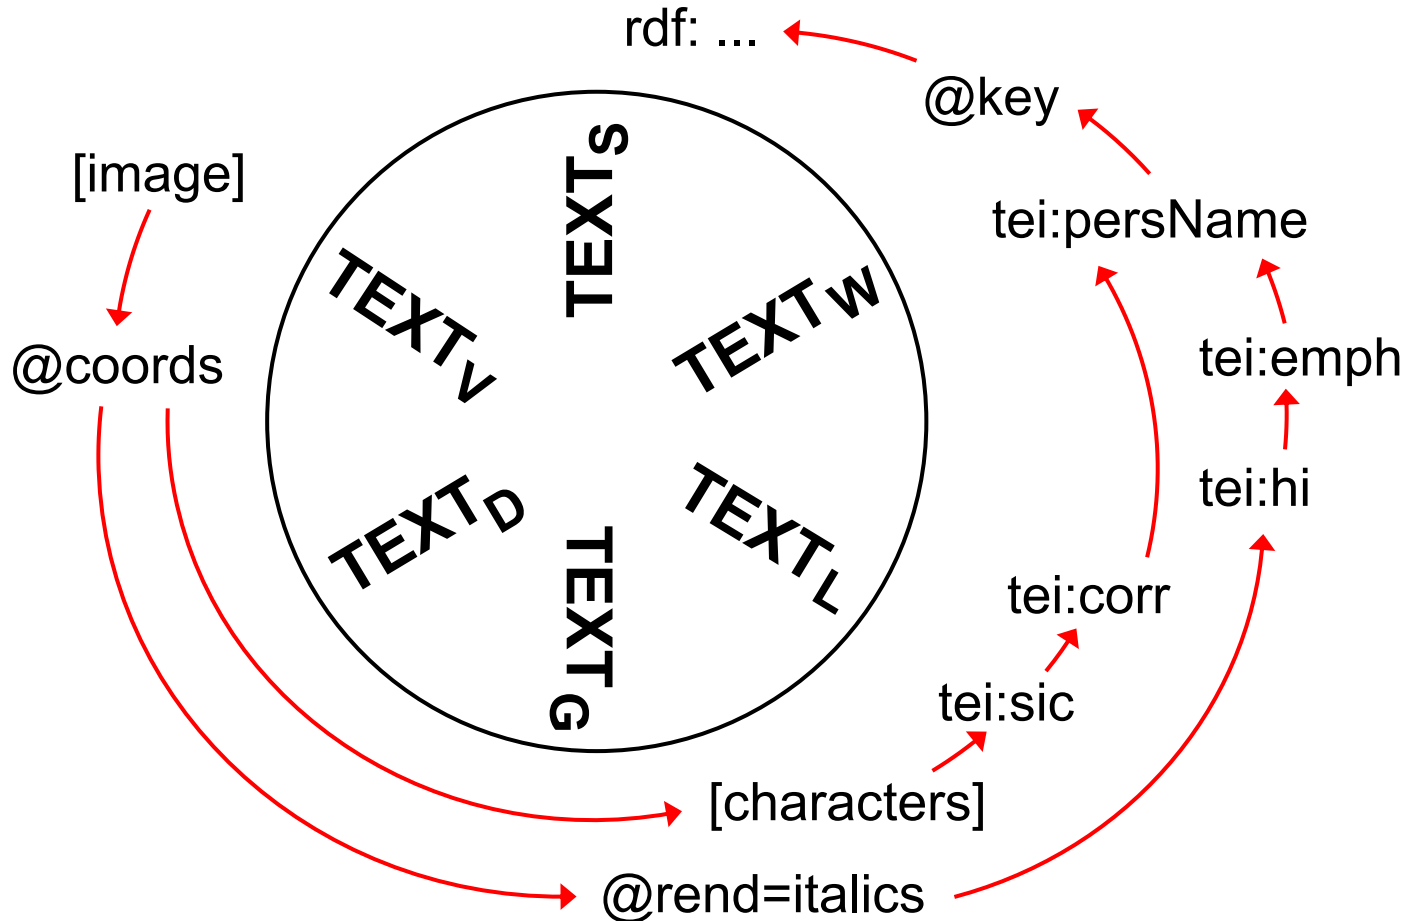 rdf: ...
@key
[image]
tei:persName
@coords
tei:emph
tei:hi
tei:corr
tei:sic
[characters]
@rend=italics
TEXTS
TEXTW
TEXTL
TEXTG
TEXTD
TEXTV